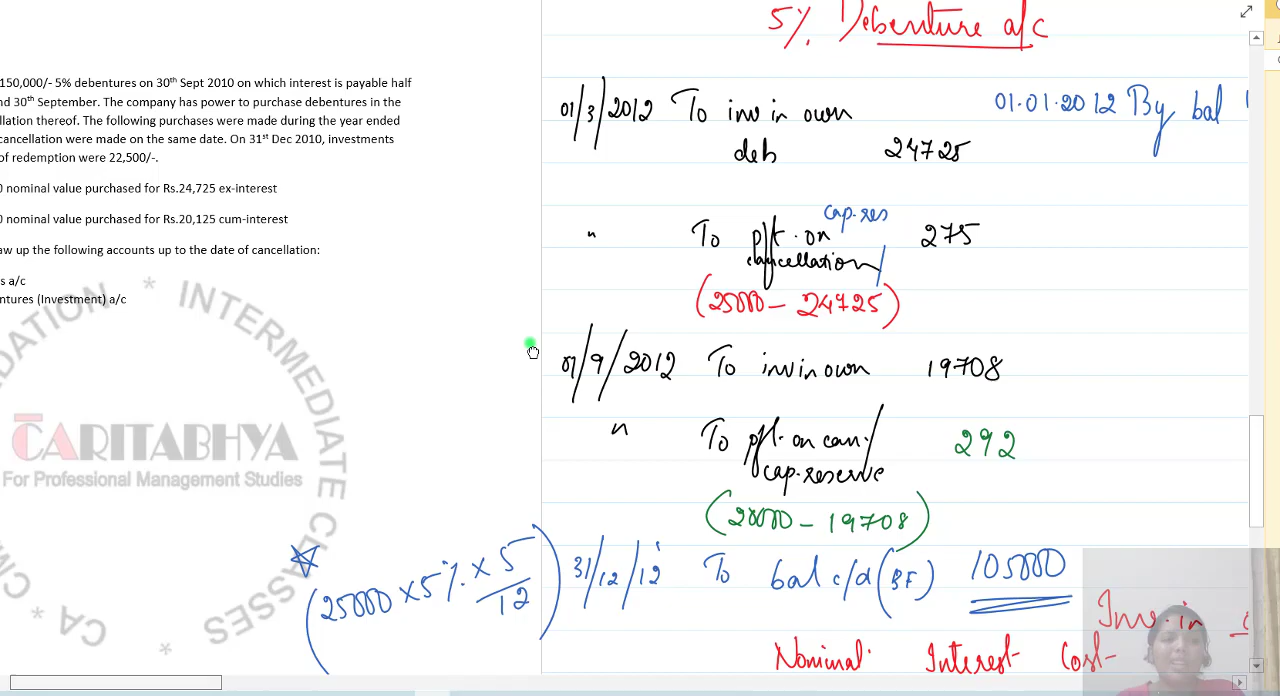 150,000/- 5% debentures on 30th Sept 2010 on which interest is payable half
nd 30th September. The company has power to purchase debentures in the
llation thereof. The following purchases were made during the year ended
cancellation were made on the same date. On 31st Dec 2010, investments
of redemption were 22,500/-.
0 nominal value purchased for Rs.24,725 ex-interest
0 nominal value purchased for Rs.20,125 cum-interest
aw up the following accounts up to the date of cancellation:
s a/c
ntures (Investment) a/c
DATION * INTERMEDIATE
CARITABHYA
For Professional Management Studies
CLASSES * CA * CM
5% Debenture a/c
01/3/2012 To inv in own 01.01.2012 By bal
deb 24725
cap.res
" To pft. on 275
cancellation/
(25000 - 24725)
01/9/2012 To inv in own 19708
" To pft. on can./ 292
cap. reserve
(20000 - 19708)
(25000 × 5% × 5/12) 31/12/12 To bal c/d (BF) 105000
Inv. in
Nominal Interest Cost